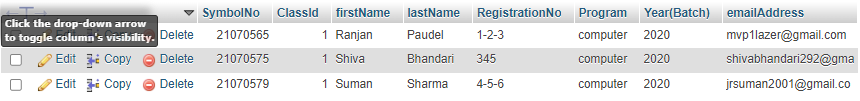 SymbolNo ClassId firstName lastName RegistrationNo Program Year(Batch) emailAddress
Click the drop-down arrow
to toggle column's visibility.
Delete 21070565 1 Ranjan Paudel 1-2-3 computer 2020 mvp1lazer@gmail.com
Edit Copy Delete 21070575 1 Shiva Bhandari 345 computer 2020 shivabhandari292@gma
Edit Copy Delete 21070579 1 Suman Sharma 4-5-6 computer 2020 jrsuman2001@gmail.co